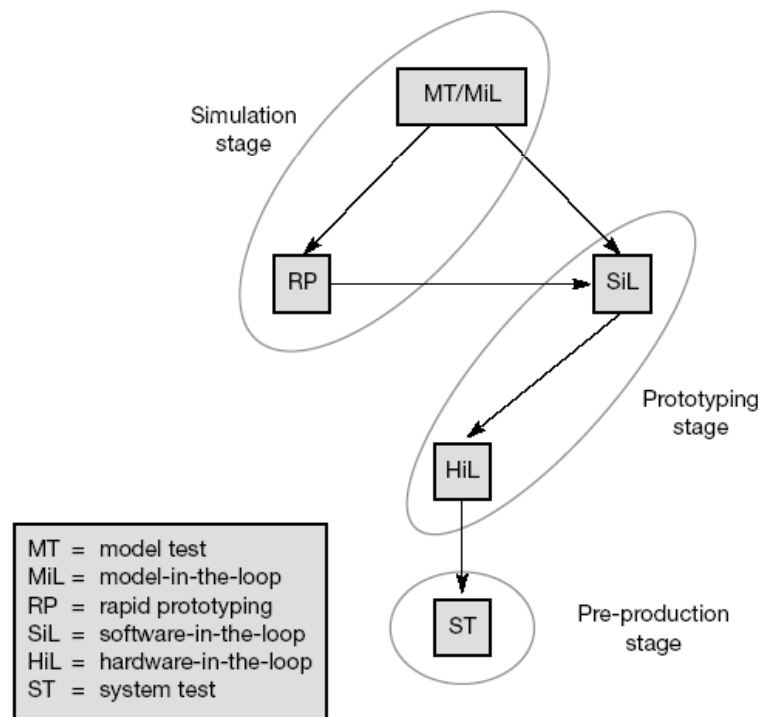 MT/MiL
Simulation
stage
RP
SiL
Prototyping
stage
HiL
MT = model test
MiL = model-in-the-loop
RP = rapid prototyping
SiL = software-in-the-loop
HiL = hardware-in-the-loop
ST = system test
ST
Pre-production
stage